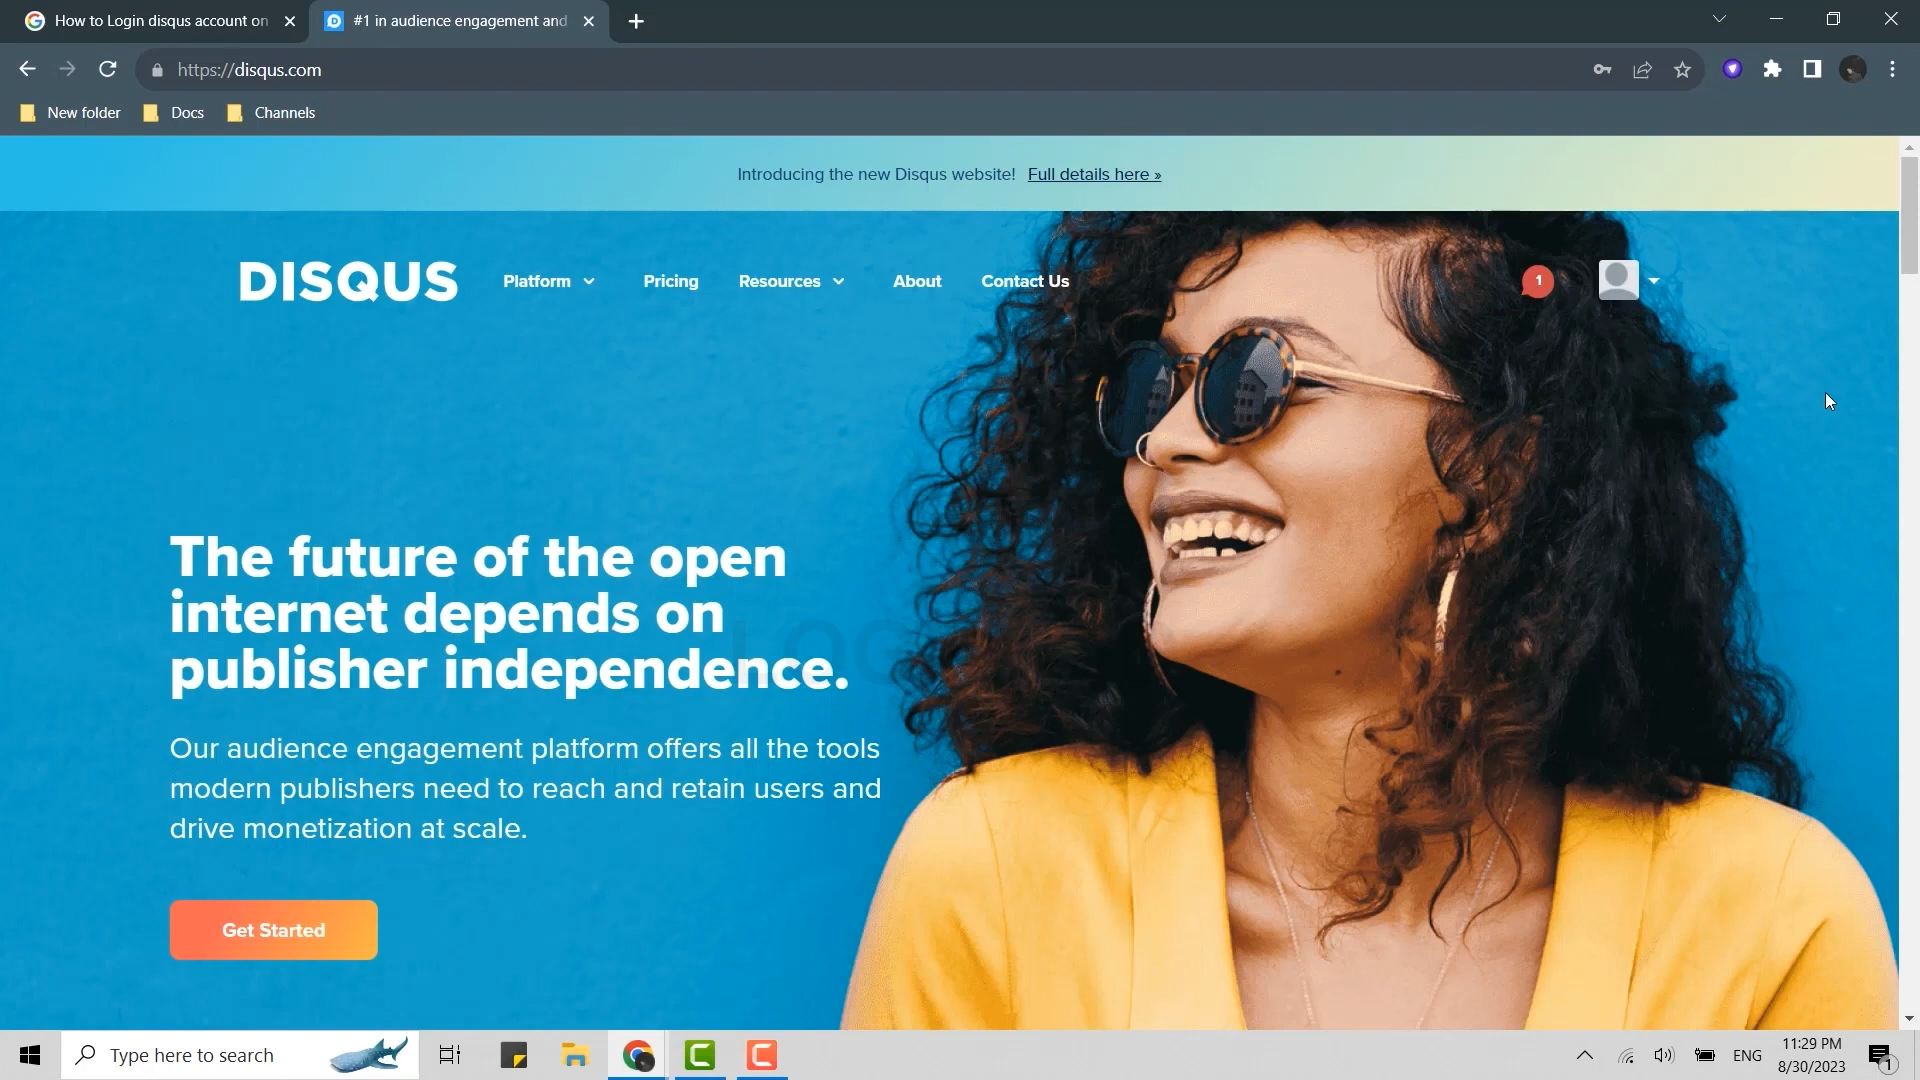 How to Login disqus account on
#1 in audience engagement and
https://disqus.com
New folder
Docs
Channels
Introducing the new Disqus website! Full details here »
DISQUS
Platform
Pricing
Resources
About
Contact Us
1
The future of the open
internet depends on
publisher independence.
Our audience engagement platform offers all the tools
modern publishers need to reach and retain users and
drive monetization at scale.
Get Started
Type here to search
ENG
11:29 PM
8/30/2023
1